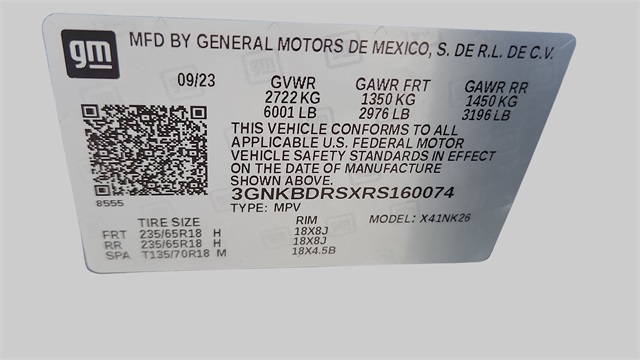 gm MFD BY GENERAL MOTORS DE MEXICO, S. DE R.L. DE C.V.
09/23 GVWR GAWR FRT GAWR RR
2722 KG 1350 KG 1450 KG
6001 LB 2976 LB 3196 LB
THIS VEHICLE CONFORMS TO ALL
APPLICABLE U.S. FEDERAL MOTOR
VEHICLE SAFETY STANDARDS IN EFFECT
ON THE DATE OF MANUFACTURE
SHOWN ABOVE.
3GNKBDRSXRS160074
8555
TYPE: MPV MODEL: X41NK26
TIRE SIZE RIM
FRT 235/65R18 H 18X8J
RR 235/65R18 H 18X8J
SPA T135/70R18 M 18X4.5B